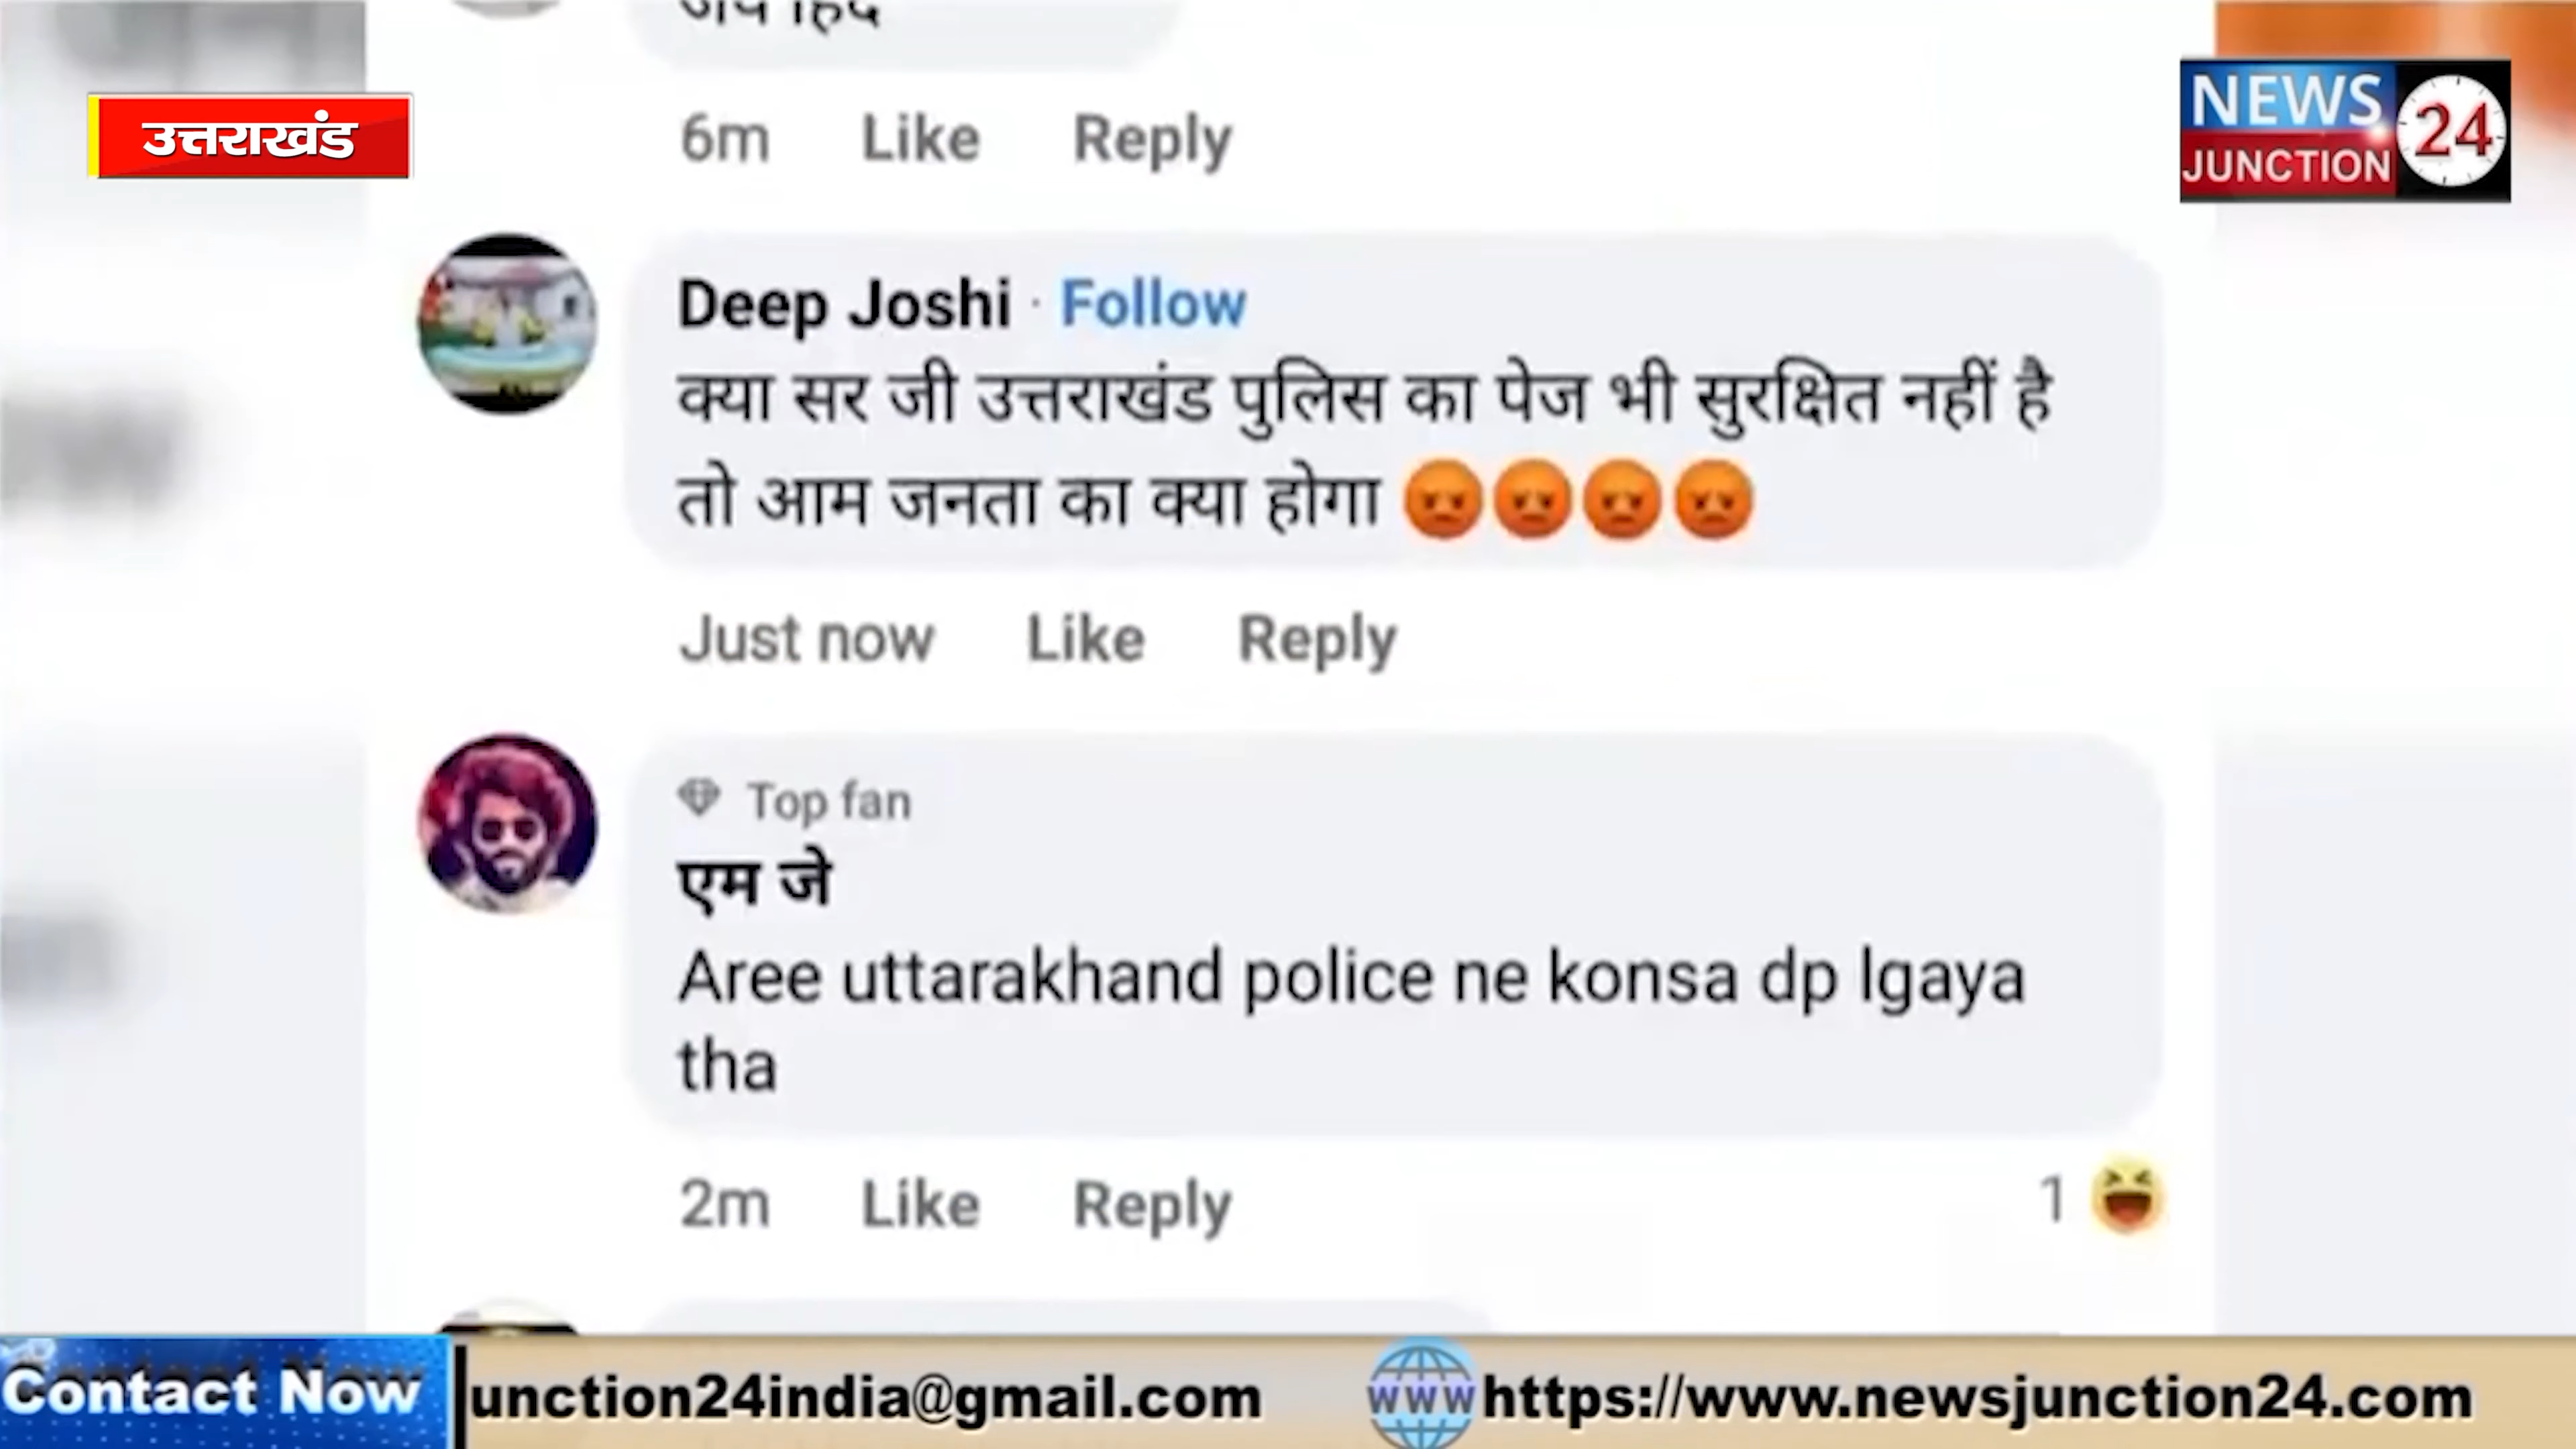 उत्तराखंड
NEWS
JUNCTION
24
6m Like Reply
Deep Joshi · Follow
क्या सर जी उत्तराखंड पुलिस का पेज भी सुरक्षित नहीं है
तो आम जनता का क्या होगा 😡😡😡😡
Just now Like Reply
Top fan
एम जे
Aree uttarakhand police ne konsa dp lgaya
tha
2m Like Reply 1
Contact Now unction24india@gmail.com www https://www.newsjunction24.com